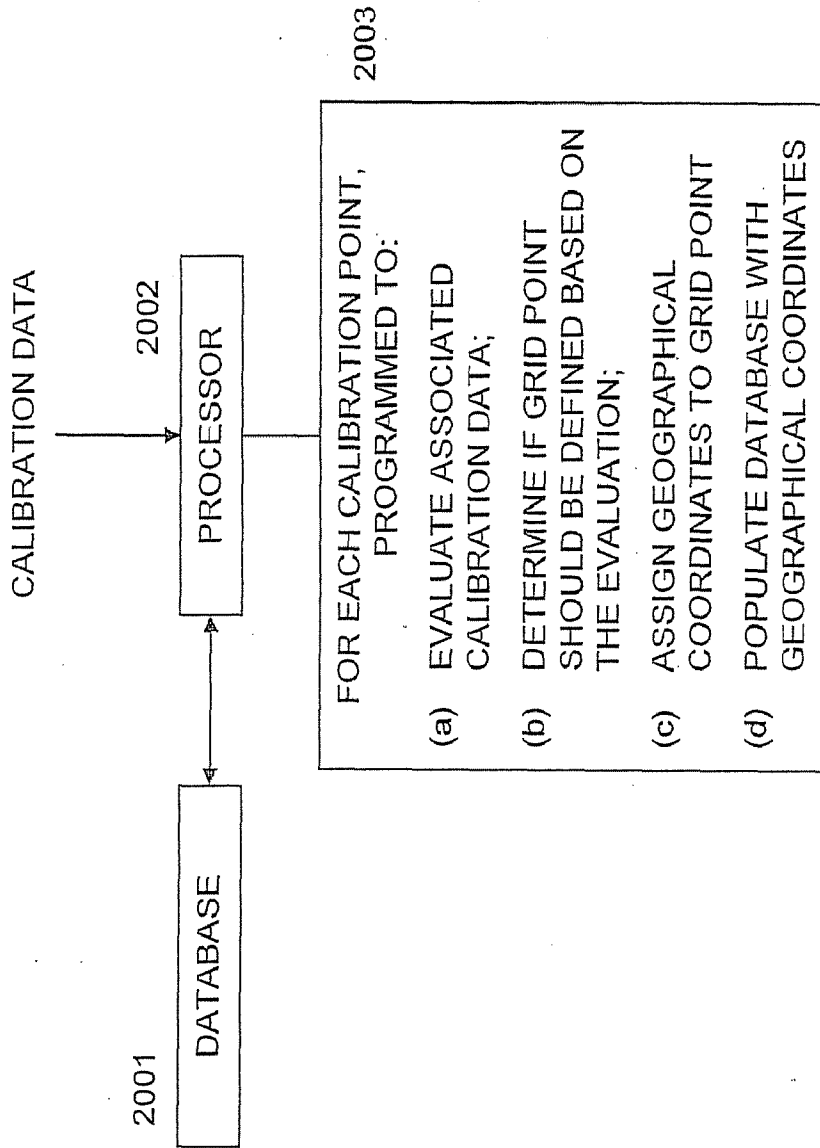 CALIBRATION DATA
2001
DATABASE
2002
PROCESSOR
2003
FOR EACH CALIBRATION POINT,
PROGRAMMED TO:
(a) EVALUATE ASSOCIATED
CALIBRATION DATA;
(b) DETERMINE IF GRID POINT
SHOULD BE DEFINED BASED ON
THE EVALUATION;
(c) ASSIGN GEOGRAPHICAL
COORDINATES TO GRID POINT
(d) POPULATE DATABASE WITH
GEOGRAPHICAL COORDINATES